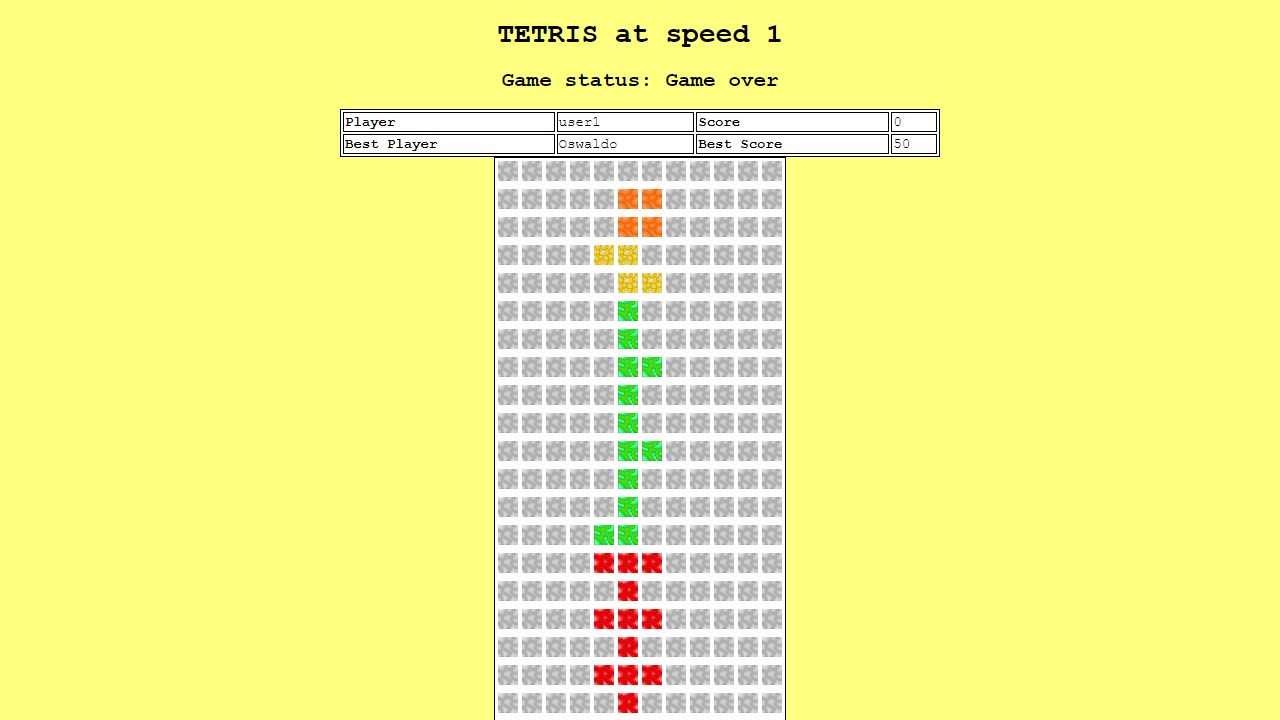 TETRIS at speed 1
Game status: Game over
Player user1 Score 0
Best Player Oswaldo Best Score 50